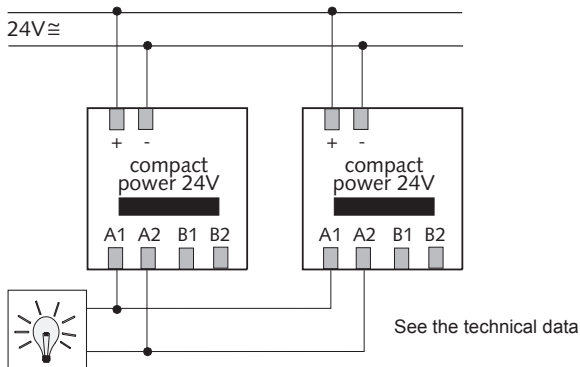 24V≅
+ -
compact
power 24V
A1 A2 B1 B2
+ -
compact
power 24V
A1 A2 B1 B2
See the technical data